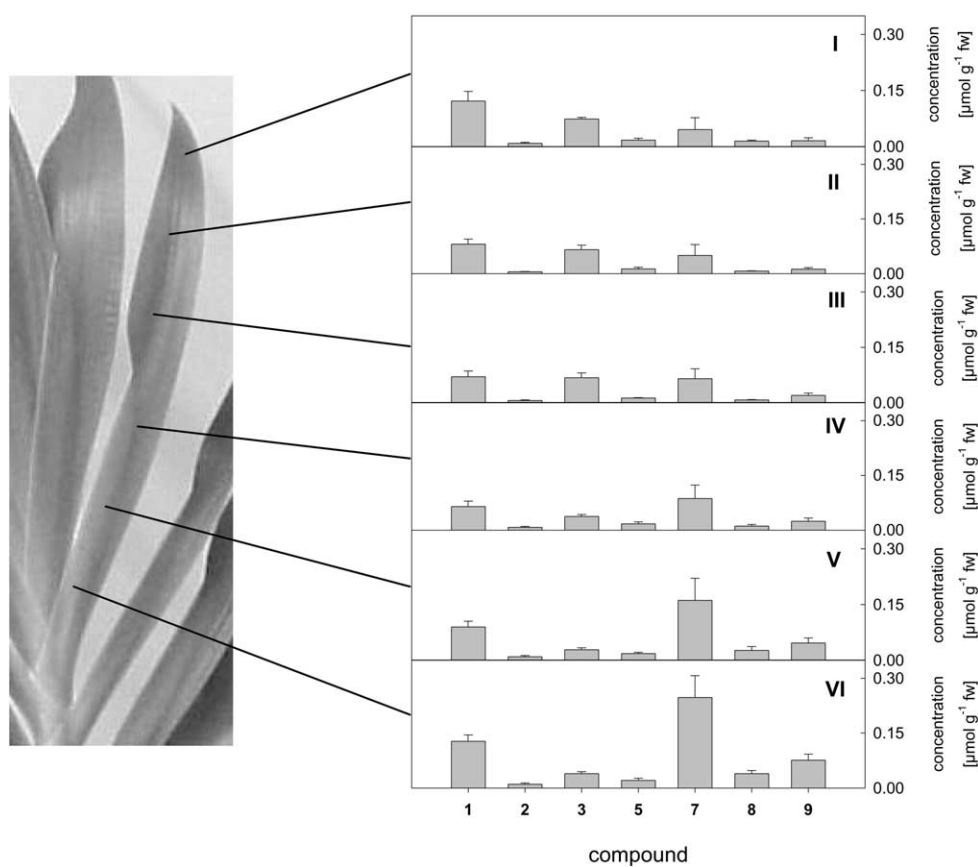 I
0.30
0.15
0.00
concentration
[µmol g⁻¹ fw]
II
0.30
0.15
0.00
concentration
[µmol g⁻¹ fw]
III
0.30
0.15
0.00
concentration
[µmol g⁻¹ fw]
IV
0.30
0.15
0.00
concentration
[µmol g⁻¹ fw]
V
0.30
0.15
0.00
concentration
[µmol g⁻¹ fw]
VI
0.30
0.15
0.00
concentration
[µmol g⁻¹ fw]
1 2 3 5 7 8 9
compound